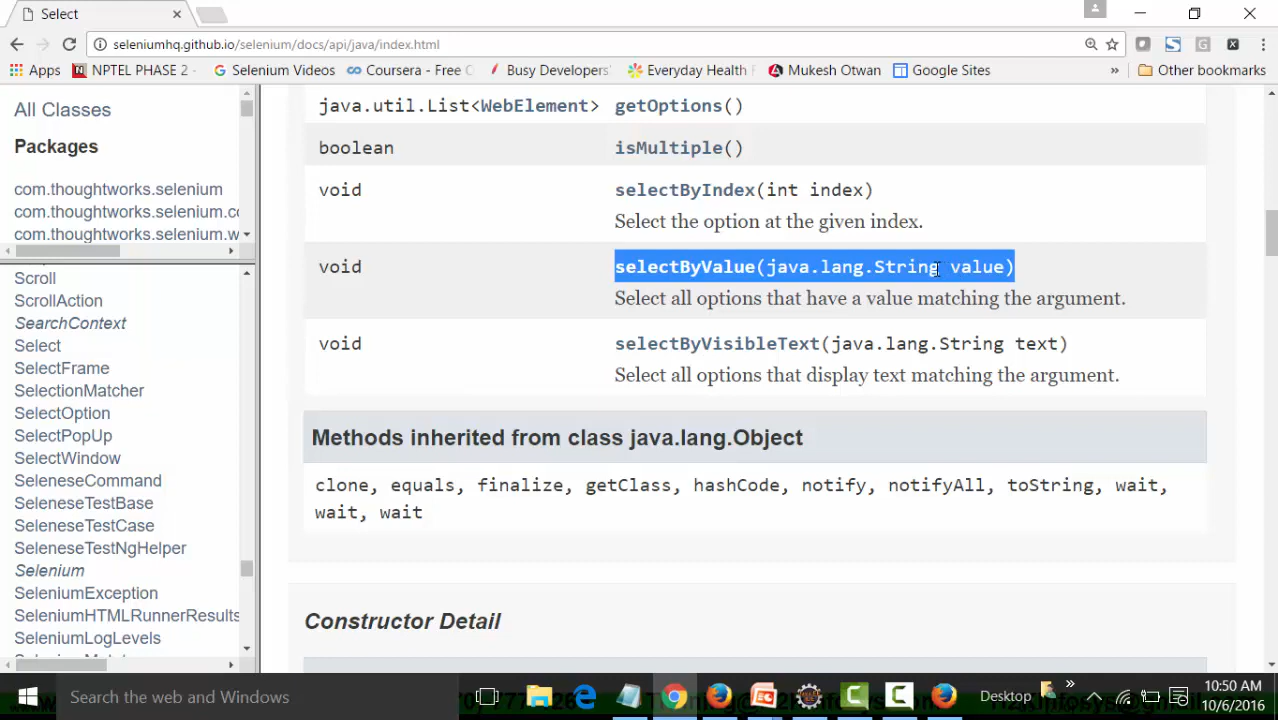 Select
seleniumhq.github.io/selenium/docs/api/java/index.html
Apps NPTEL PHASE 2 - Selenium Videos Coursera - Free C Busy Developers' Everyday Health Mukesh Otwan Google Sites » Other bookmarks
All Classes
Packages
com.thoughtworks.selenium
com.thoughtworks.selenium.co
com.thoughtworks.selenium.w
Scroll
ScrollAction
SearchContext
Select
SelectFrame
SelectionMatcher
SelectOption
SelectPopUp
SelectWindow
SeleneseCommand
SeleneseTestBase
SeleneseTestCase
SeleneseTestNgHelper
Selenium
SeleniumException
SeleniumHTMLRunnerResults
SeleniumLogLevels
java.util.List<WebElement> getOptions()
boolean isMultiple()
void selectByIndex(int index)
Select the option at the given index.
void selectByValue(java.lang.String value)
Select all options that have a value matching the argument.
void selectByVisibleText(java.lang.String text)
Select all options that display text matching the argument.
Methods inherited from class java.lang.Object
clone, equals, finalize, getClass, hashCode, notify, notifyAll, toString, wait,
wait, wait
Constructor Detail
Search the web and Windows
Desktop »
10:50 AM
10/6/2016